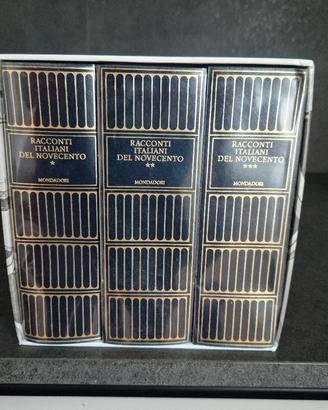 RACCONTI
ITALIANI
DEL NOVECENTO
*
MONDADORI
RACCONTI
ITALIANI
DEL NOVECENTO
**
MONDADORI
RACCONTI
ITALIANI
DEL NOVECENTO
***
MONDADORI